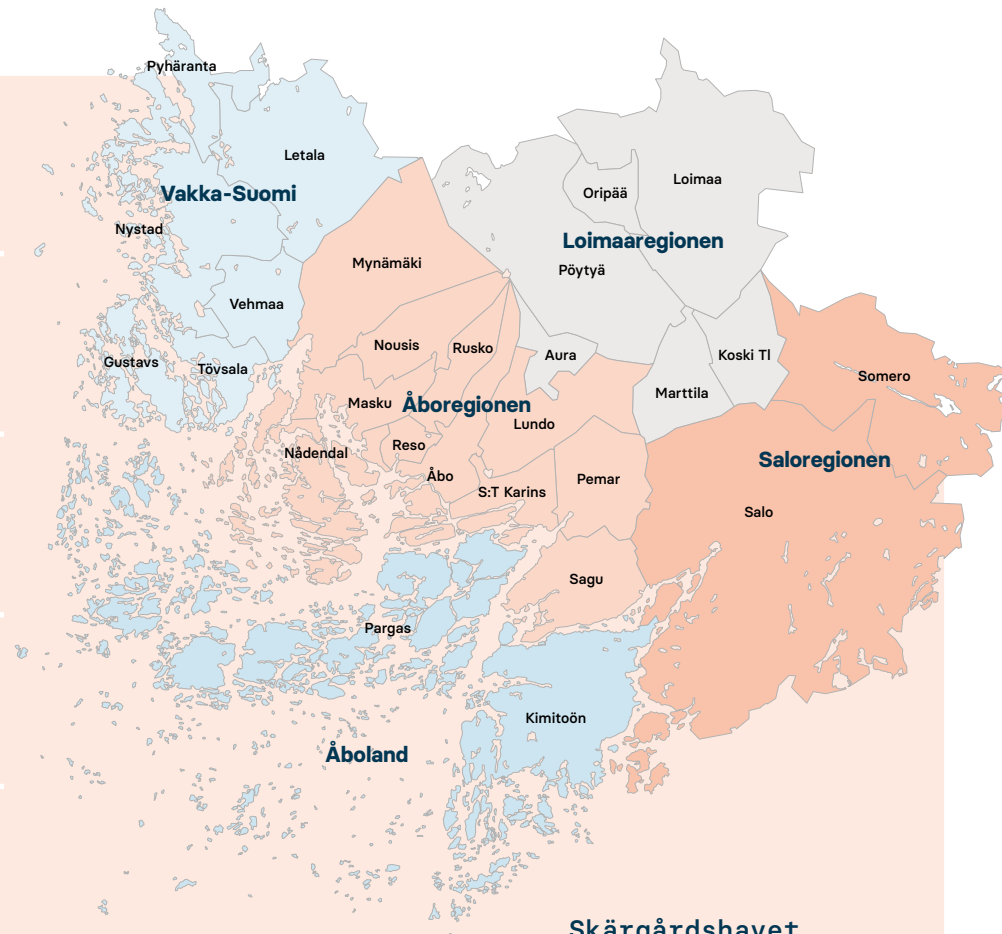 Pyhäranta
Letala
Vakka-Suomi
Nystad
Vehmaa
Gustavs
Tövsala
Loimaa
Oripää
Loimaaregionen
Pöytyä
Aura
Koski Tl
Marttila
Mynämäki
Nousis
Rusko
Masku
Åboregionen
Lundo
Reso
Nådendal
Åbo
S:T Karins
Pemar
Sagu
Somero
Saloregionen
Salo
Pargas
Kimitoön
Åboland
Skärgårdshavet